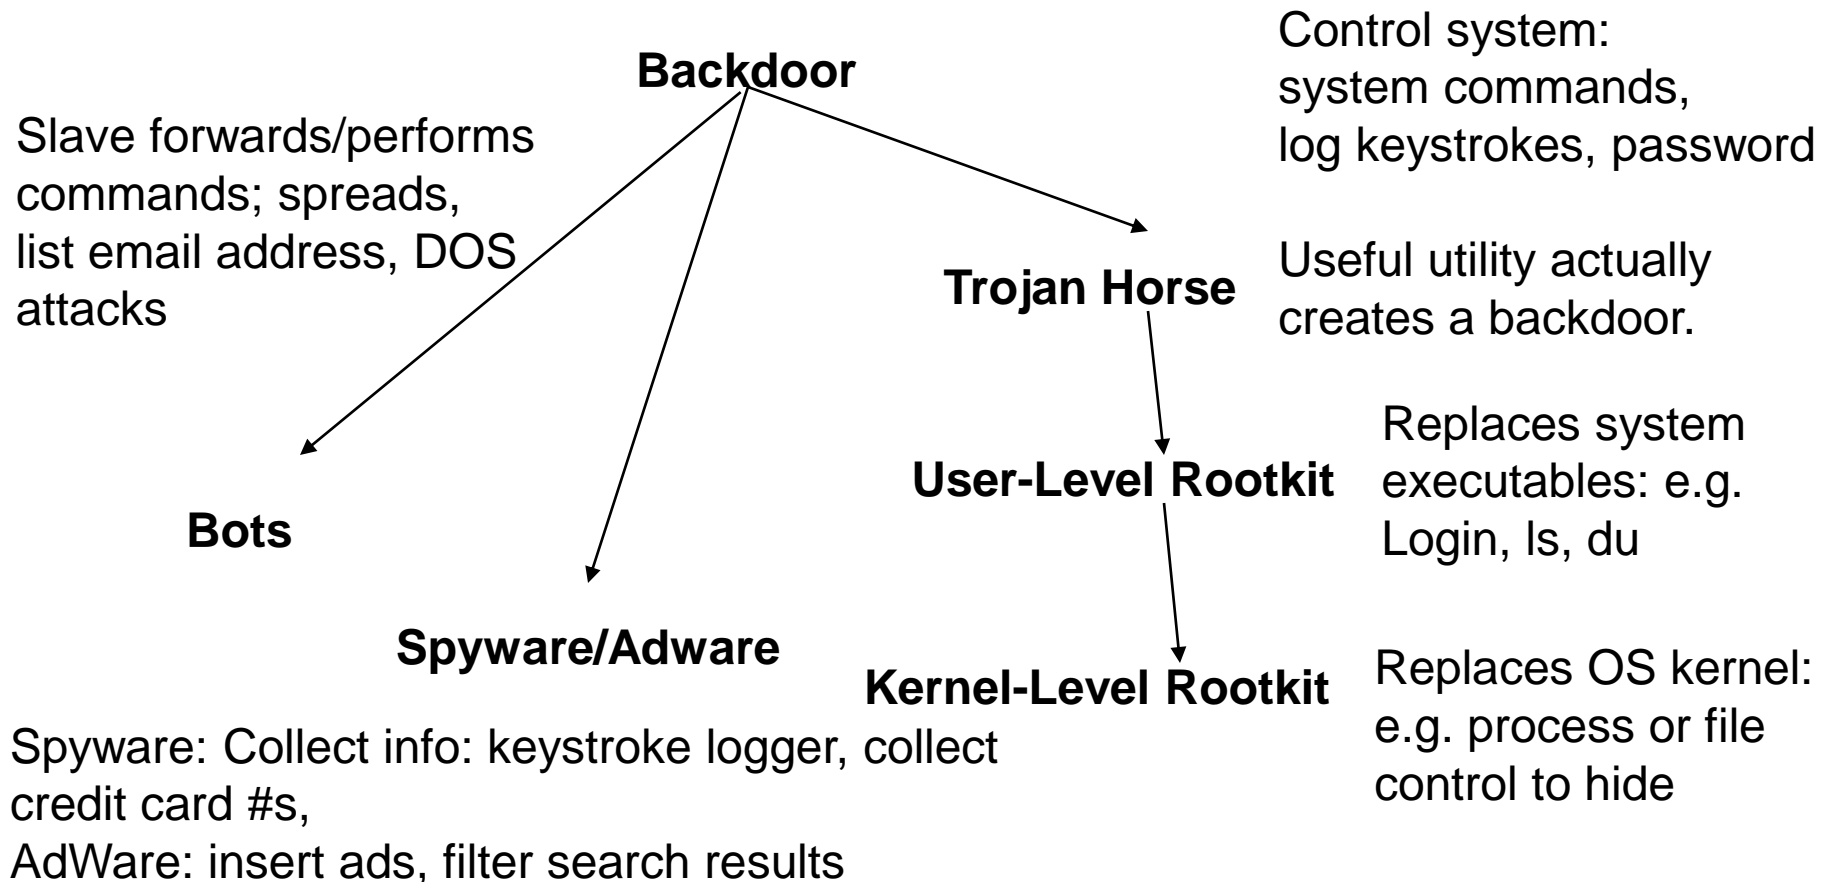 Backdoor
Control system:
system commands,
log keystrokes, password
Slave forwards/performs
commands; spreads,
list email address, DOS
attacks
Trojan Horse
Useful utility actually
creates a backdoor.
User-Level Rootkit
Replaces system
executables: e.g.
Login, ls, du
Bots
Spyware/Adware
Kernel-Level Rootkit
Replaces OS kernel:
e.g. process or file
control to hide
Spyware: Collect info: keystroke logger, collect
credit card #s,
AdWare: insert ads, filter search results